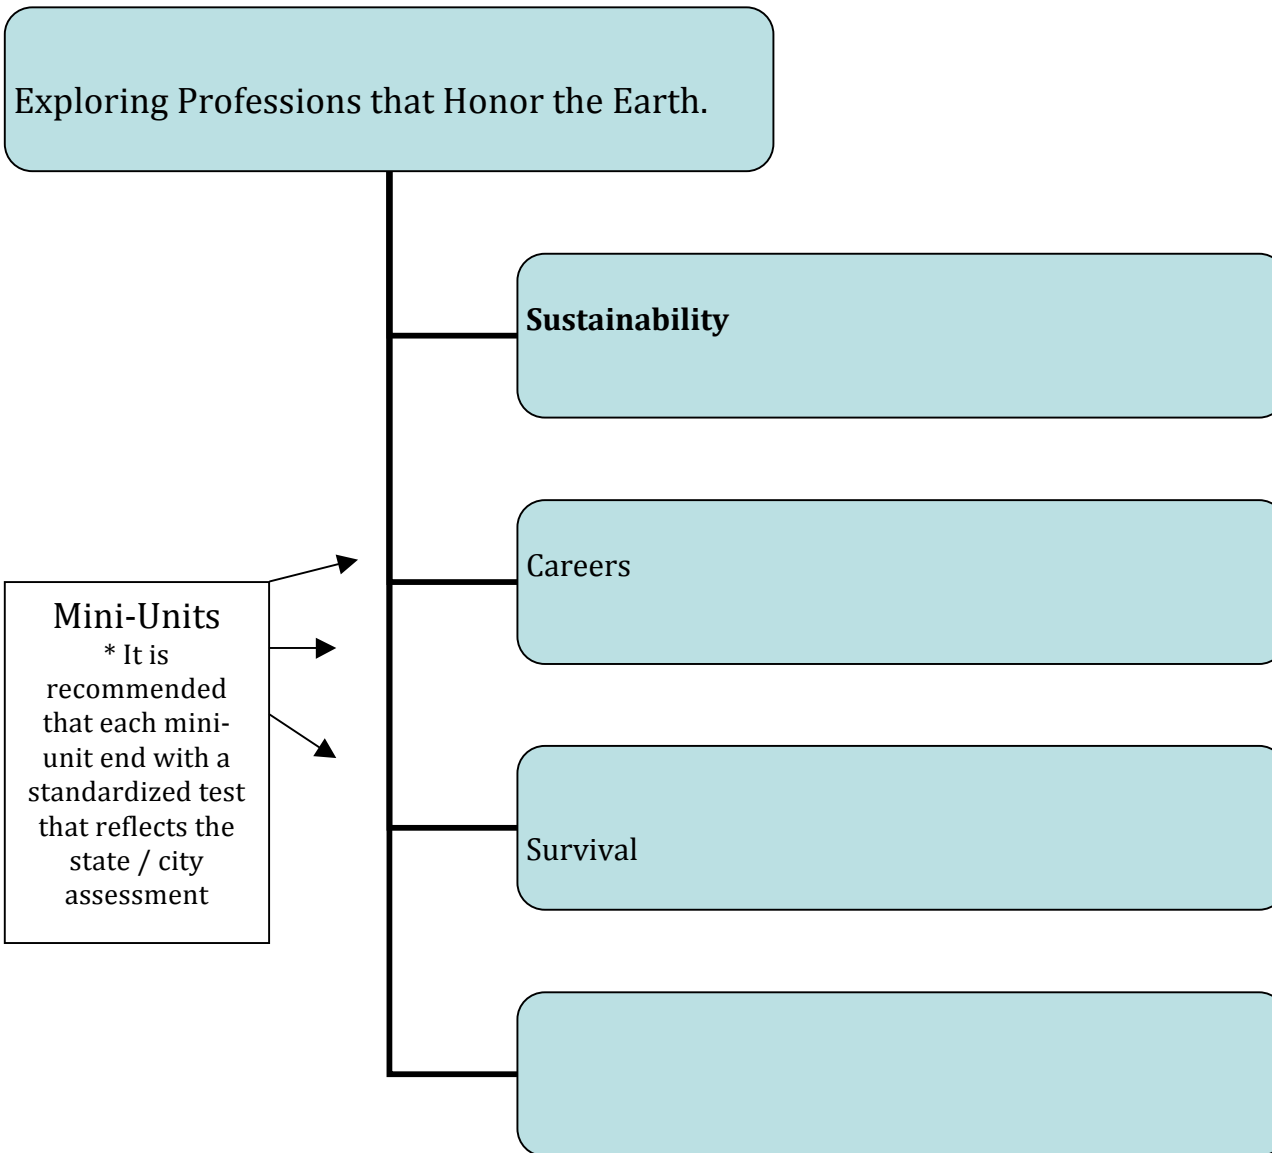 Exploring Professions that Honor the Earth.
Sustainability
Careers
Mini-Units
* It is
recommended
that each mini-
unit end with a
standardized test
that reflects the
state / city
assessment
Survival